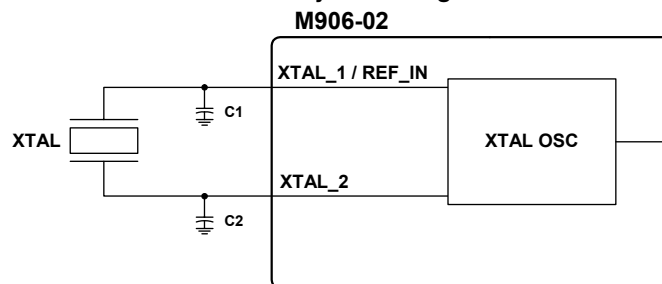 M906-02
XTAL_1 / REF_IN
C1
XTAL
XTAL OSC
XTAL_2
C2